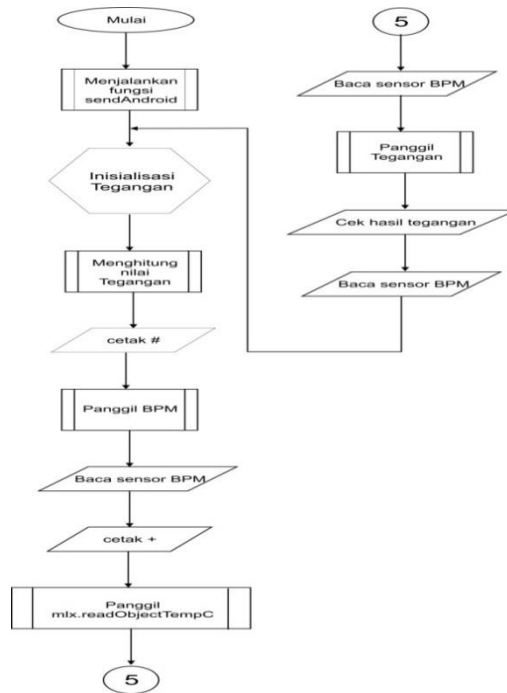 Mulai
Menjalankan
fungsi
sendAndroid
Inisialisasi
Tegangan
Menghitung
nilai
Tegangan
cetak #
Panggil BPM
Baca sensor BPM
cetak +
Panggil
mlx.readObjectTempC
5
5
Baca sensor BPM
Panggil
Tegangan
Cek hasil tegangan
Baca sensor BPM